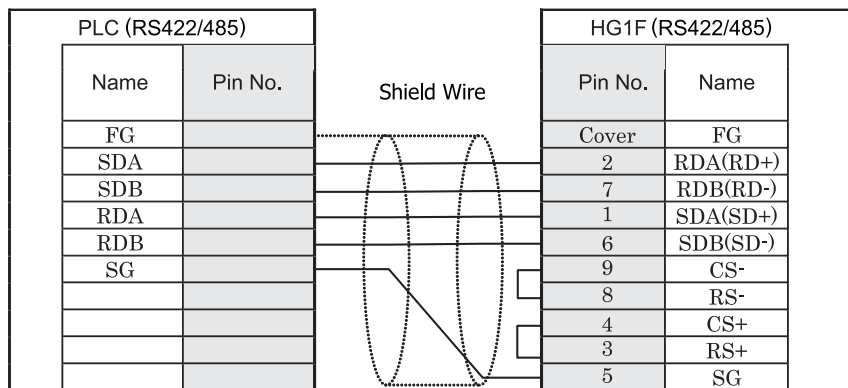 PLC (RS422/485)
HG1F (RS422/485)
Name Pin No. Shield Wire Pin No. Name
FG Cover FG
SDA 2 RDA(RD+)
SDB 7 RDB(RD-)
RDA 1 SDA(SD+)
RDB 6 SDB(SD-)
SG 9 CS-
8 RS-
4 CS+
3 RS+
5 SG